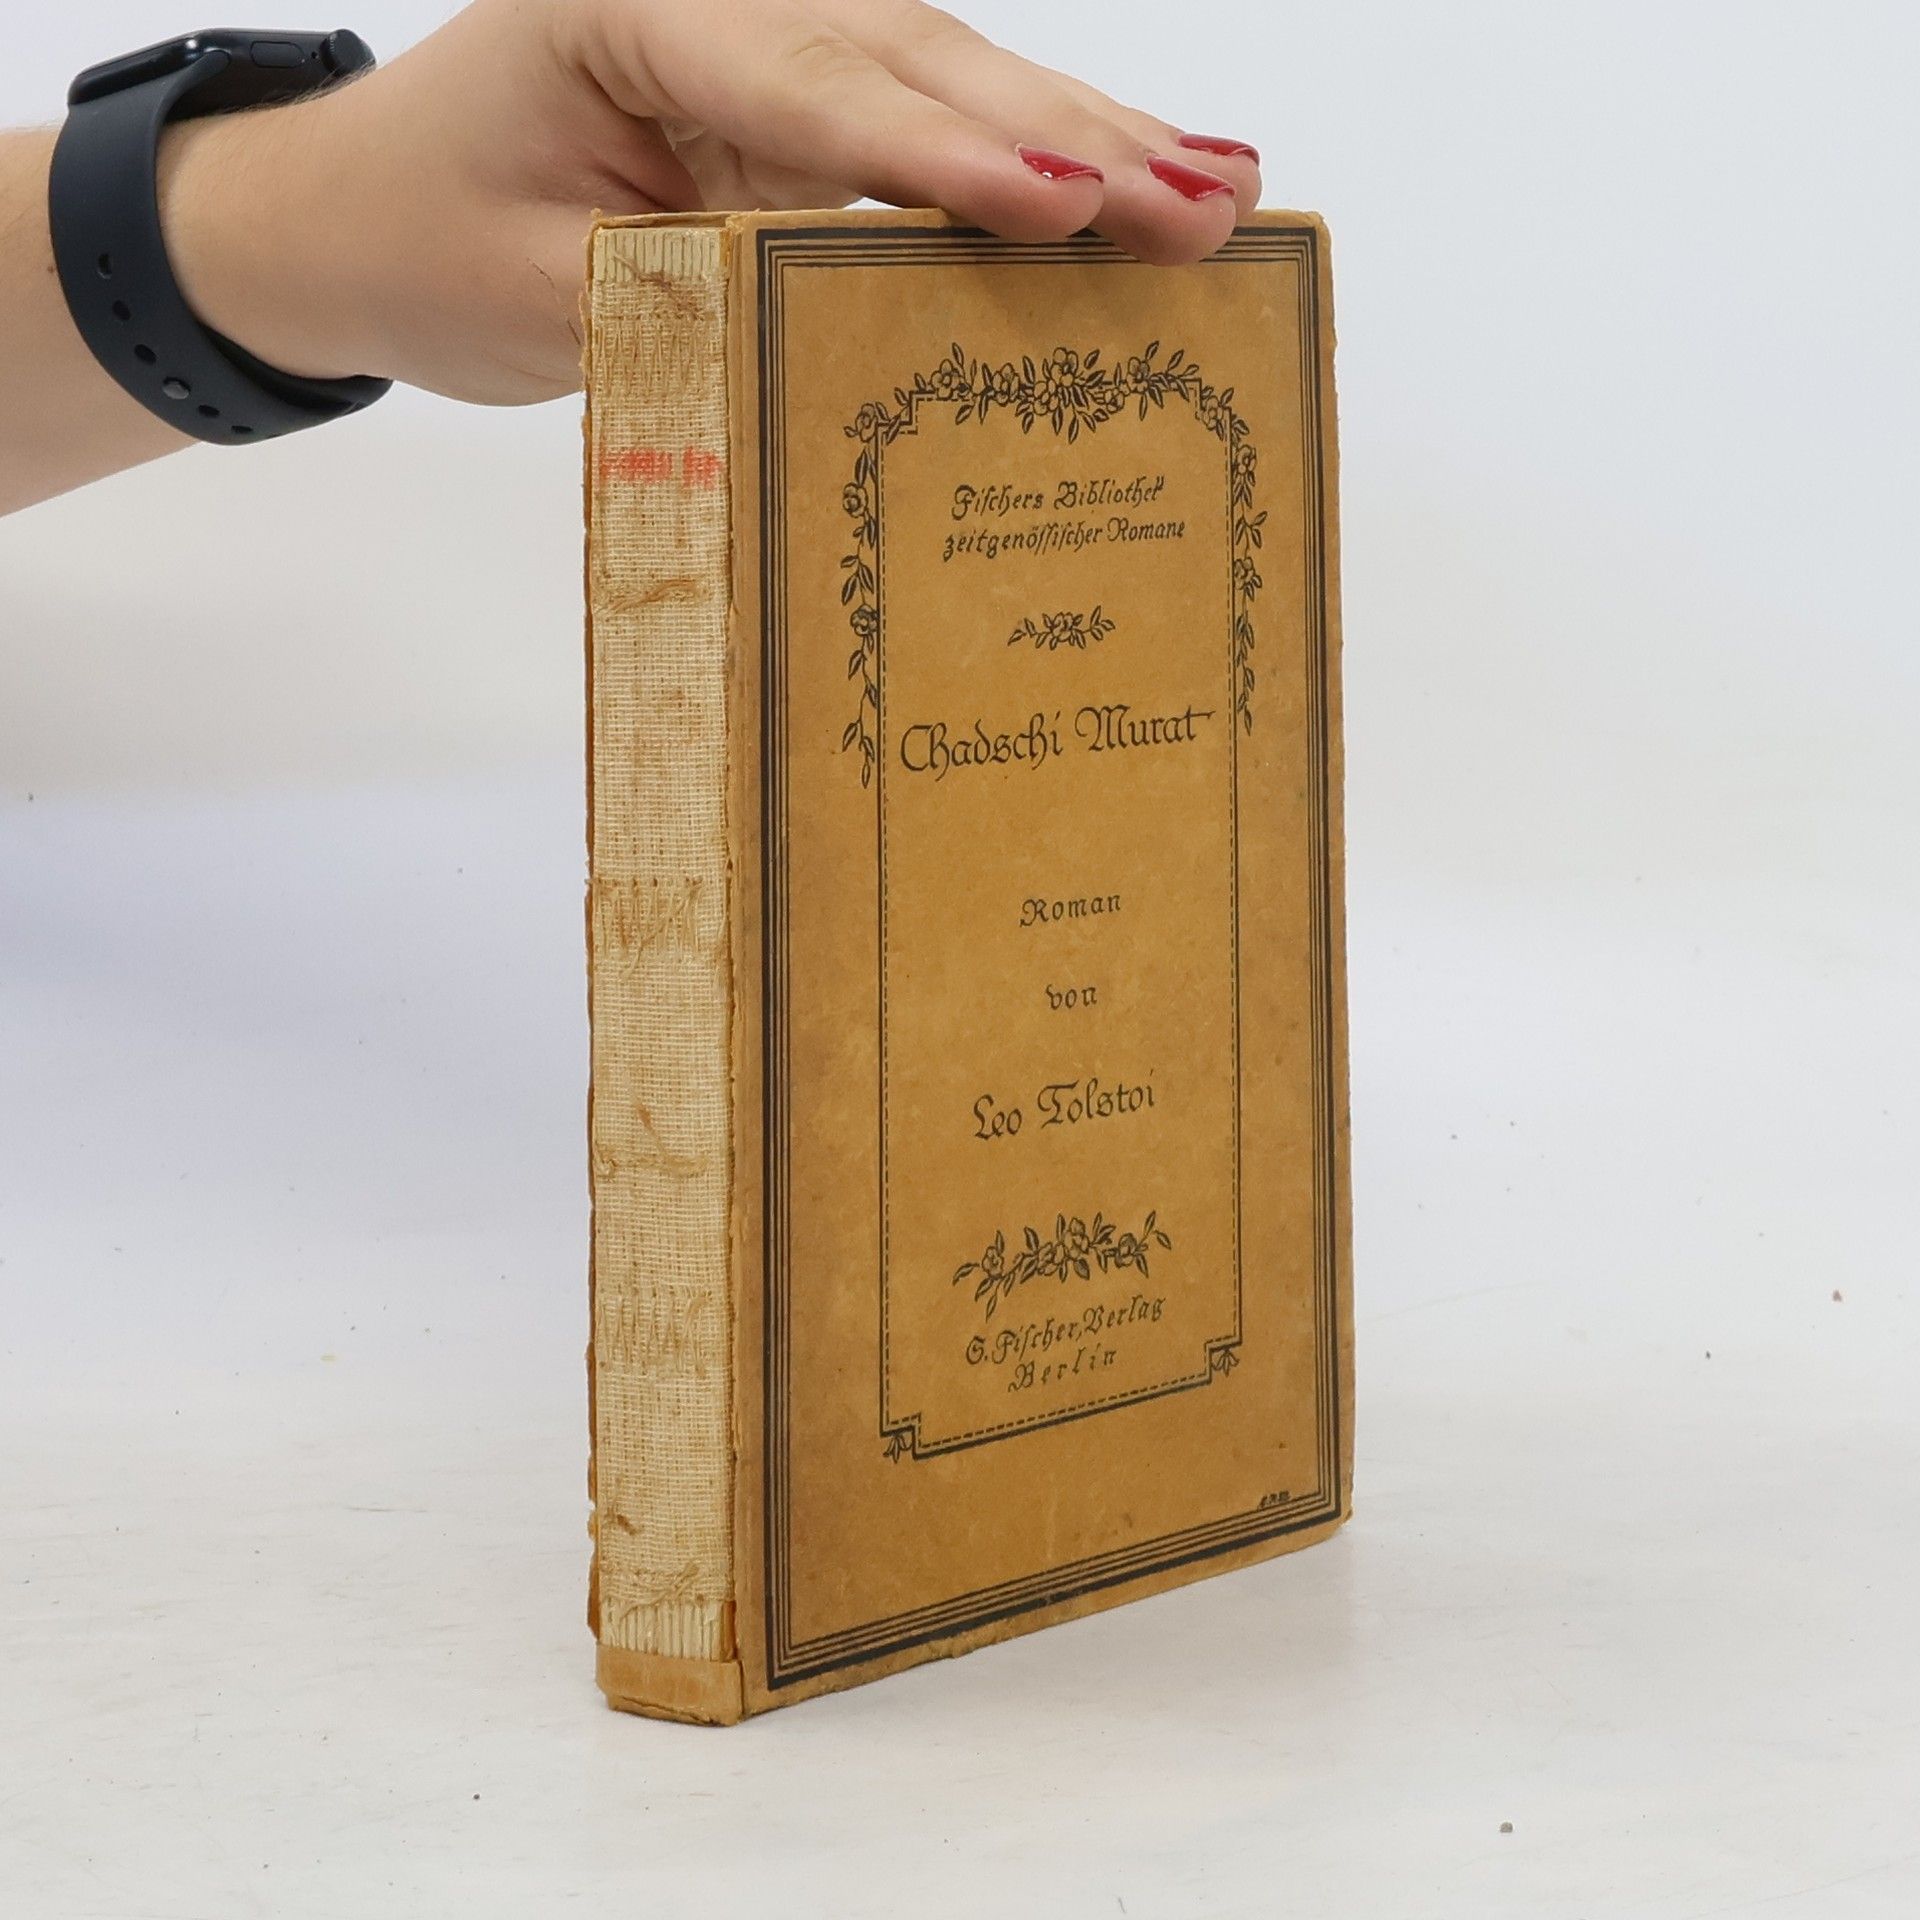 Fischers Bibliothek
zeitgenössischer Romane
Chadschi Murat
Roman
von
Leo Tolstoi
S. Fischer, Verlag
Berlin